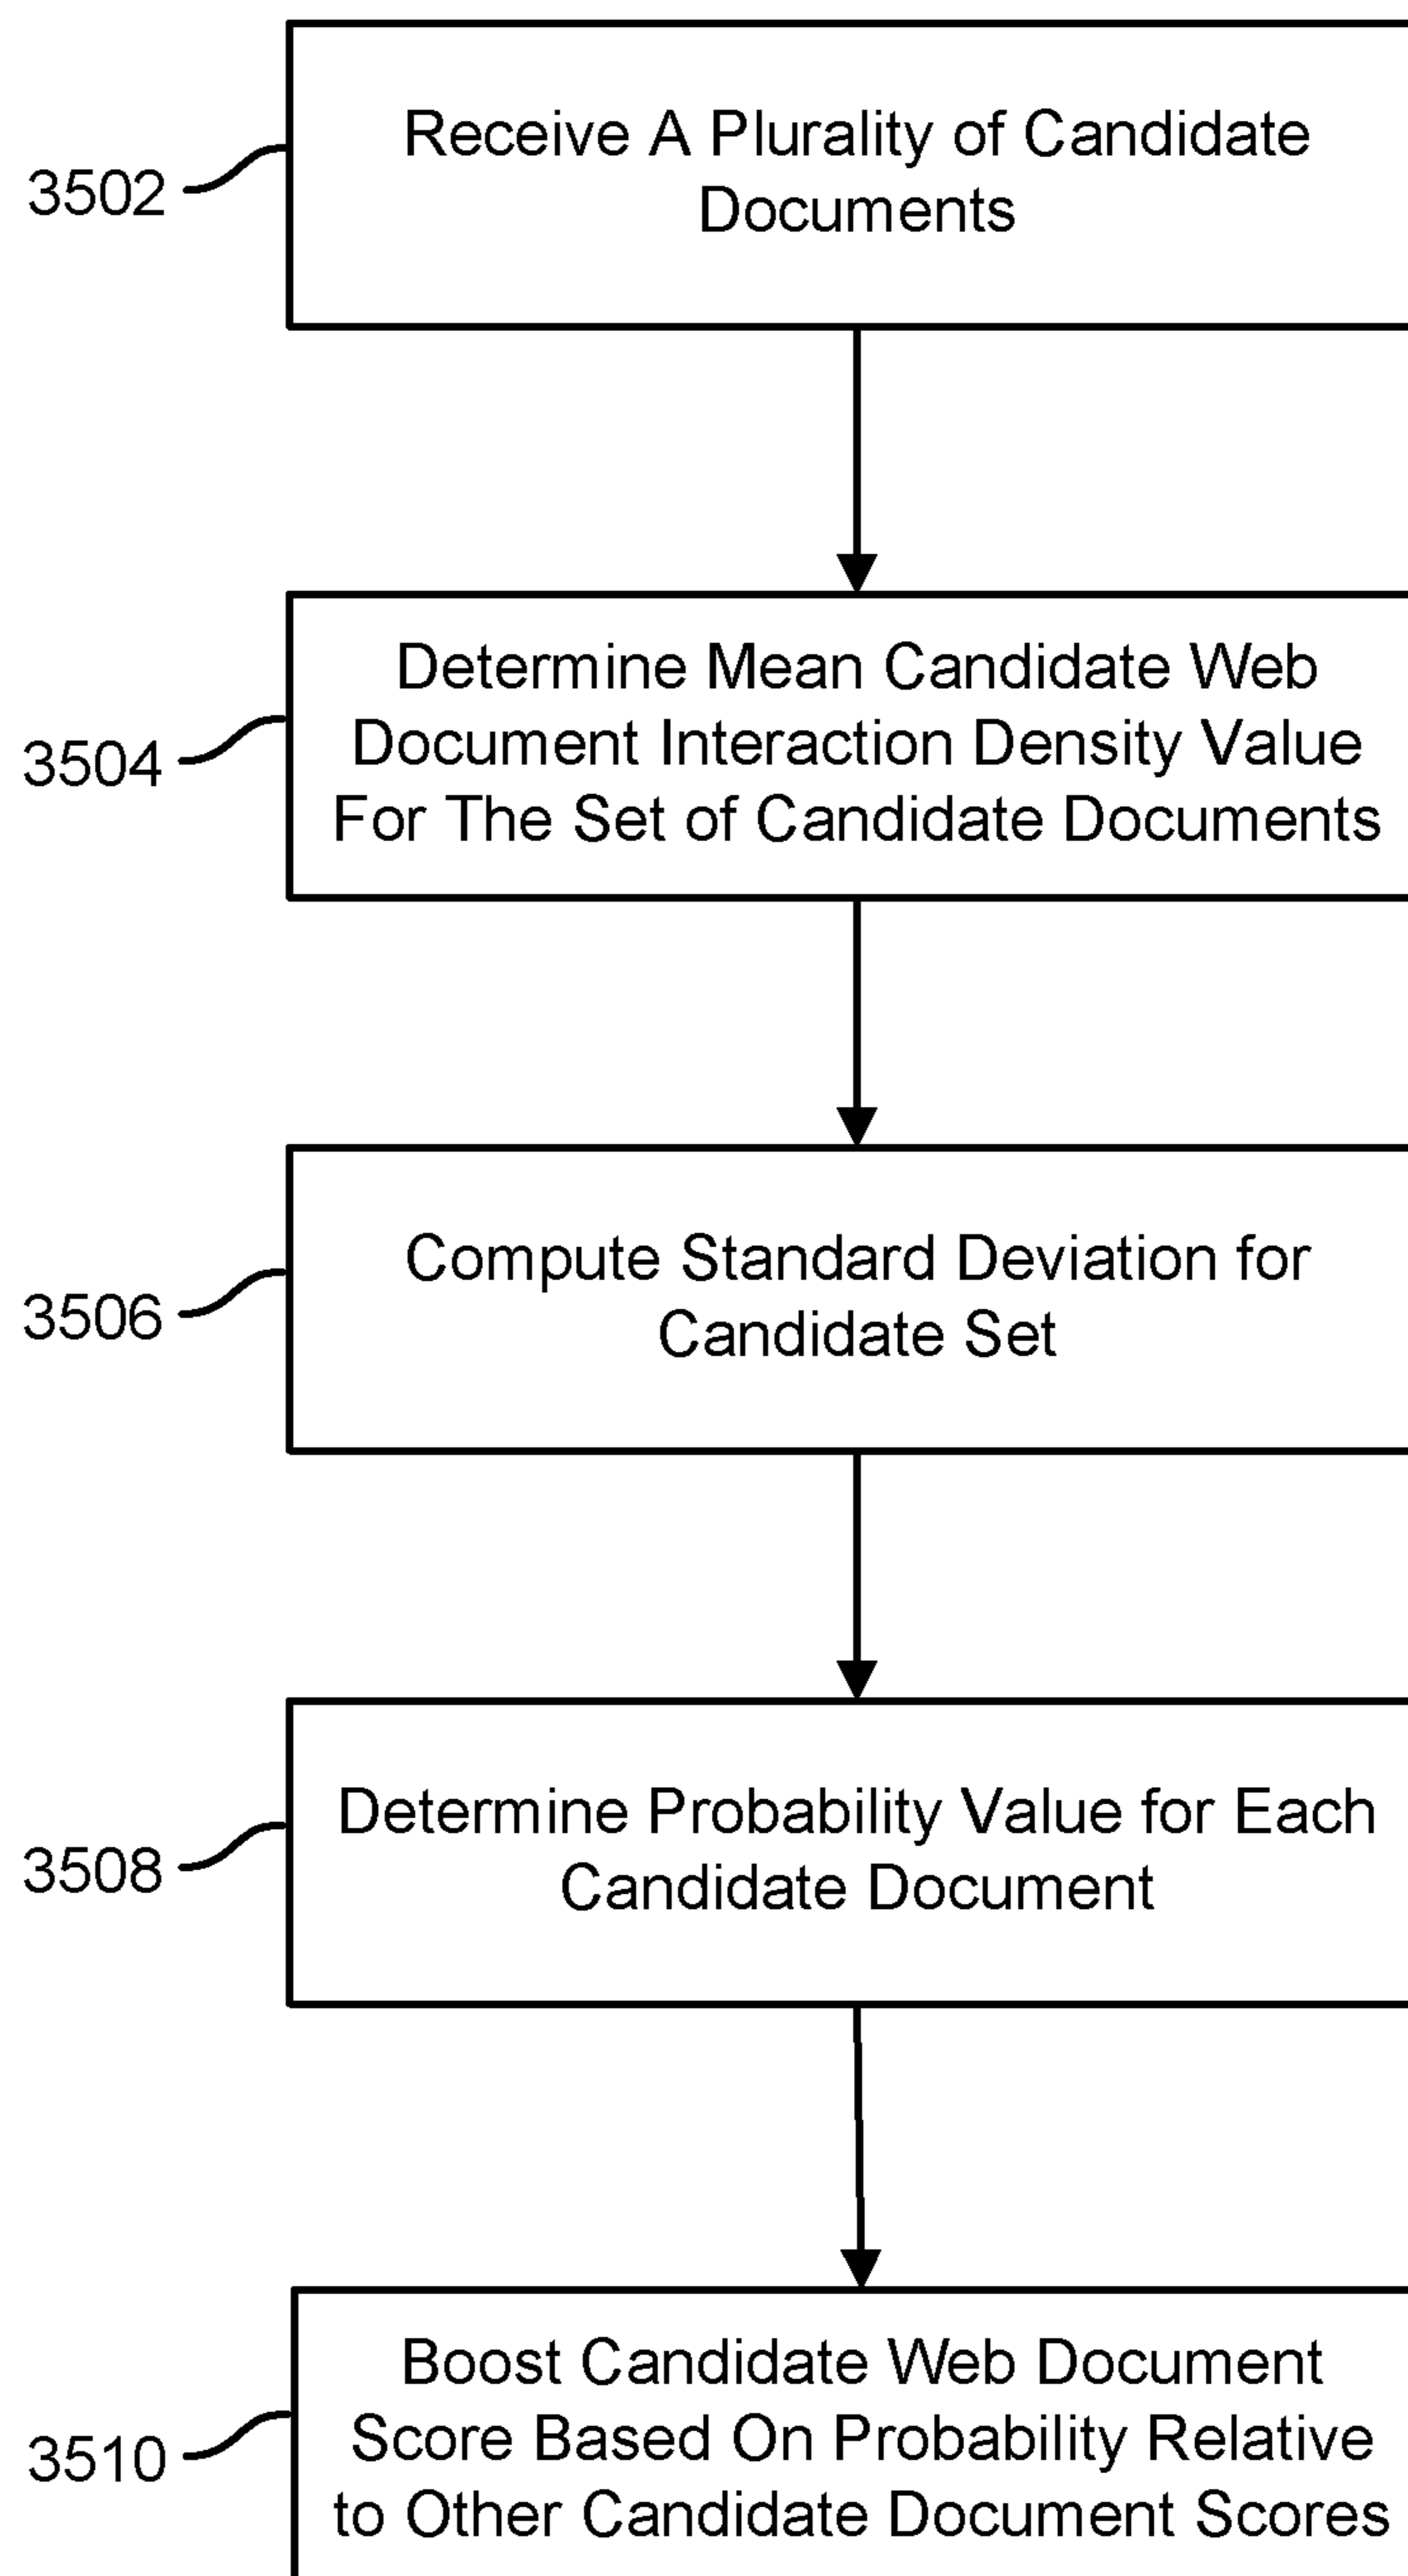 Receive A Plurality of Candidate
Documents
3502
Determine Mean Candidate Web
Document Interaction Density Value
For The Set of Candidate Documents
3504
Compute Standard Deviation for
Candidate Set
3506
Determine Probability Value for Each
Candidate Document
3508
Boost Candidate Web Document
Score Based On Probability Relative
to Other Candidate Document Scores
3510